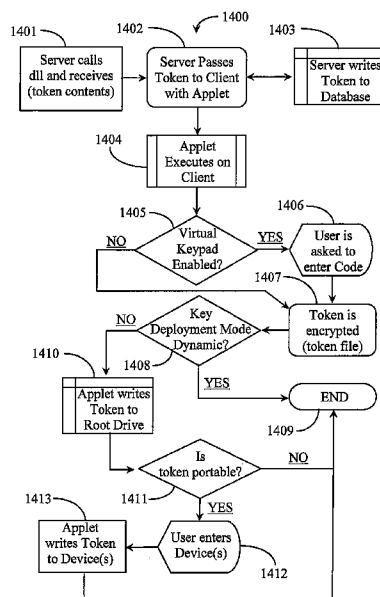 1400
1401
1402
1403
Server calls
dll and receives
(token contents)
Server Passes
Token to Client
with Applet
Server writes
Token to
Database
1404
Applet
Executes on
Client
1405
1406
NO
Virtual
Keypad
Enabled?
YES
User is
asked to
enter Code
1407
NO
Key
Deployment Mode
Dynamic?
1408
Token is
encrypted
(token file)
1410
Applet writes
Token to
Root Drive
YES
END
1409
Is
token portable?
1411
NO
1413
YES
Applet
writes Token
to Device(s)
User enters
Device(s)
1412